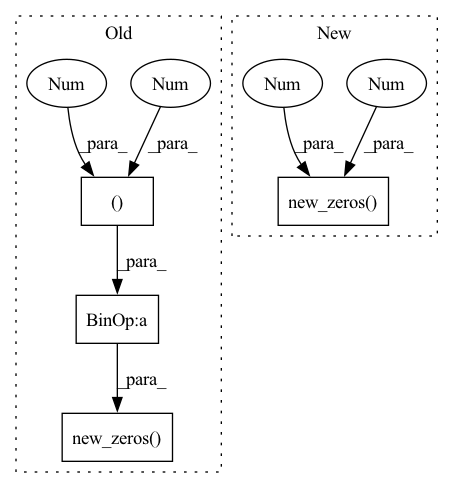 Old
New
Num
Num
Num
Num
_para_
_para_
_para_
_para_
()
new_zeros()
_para_
BinOp:a
_para_
new_zeros()